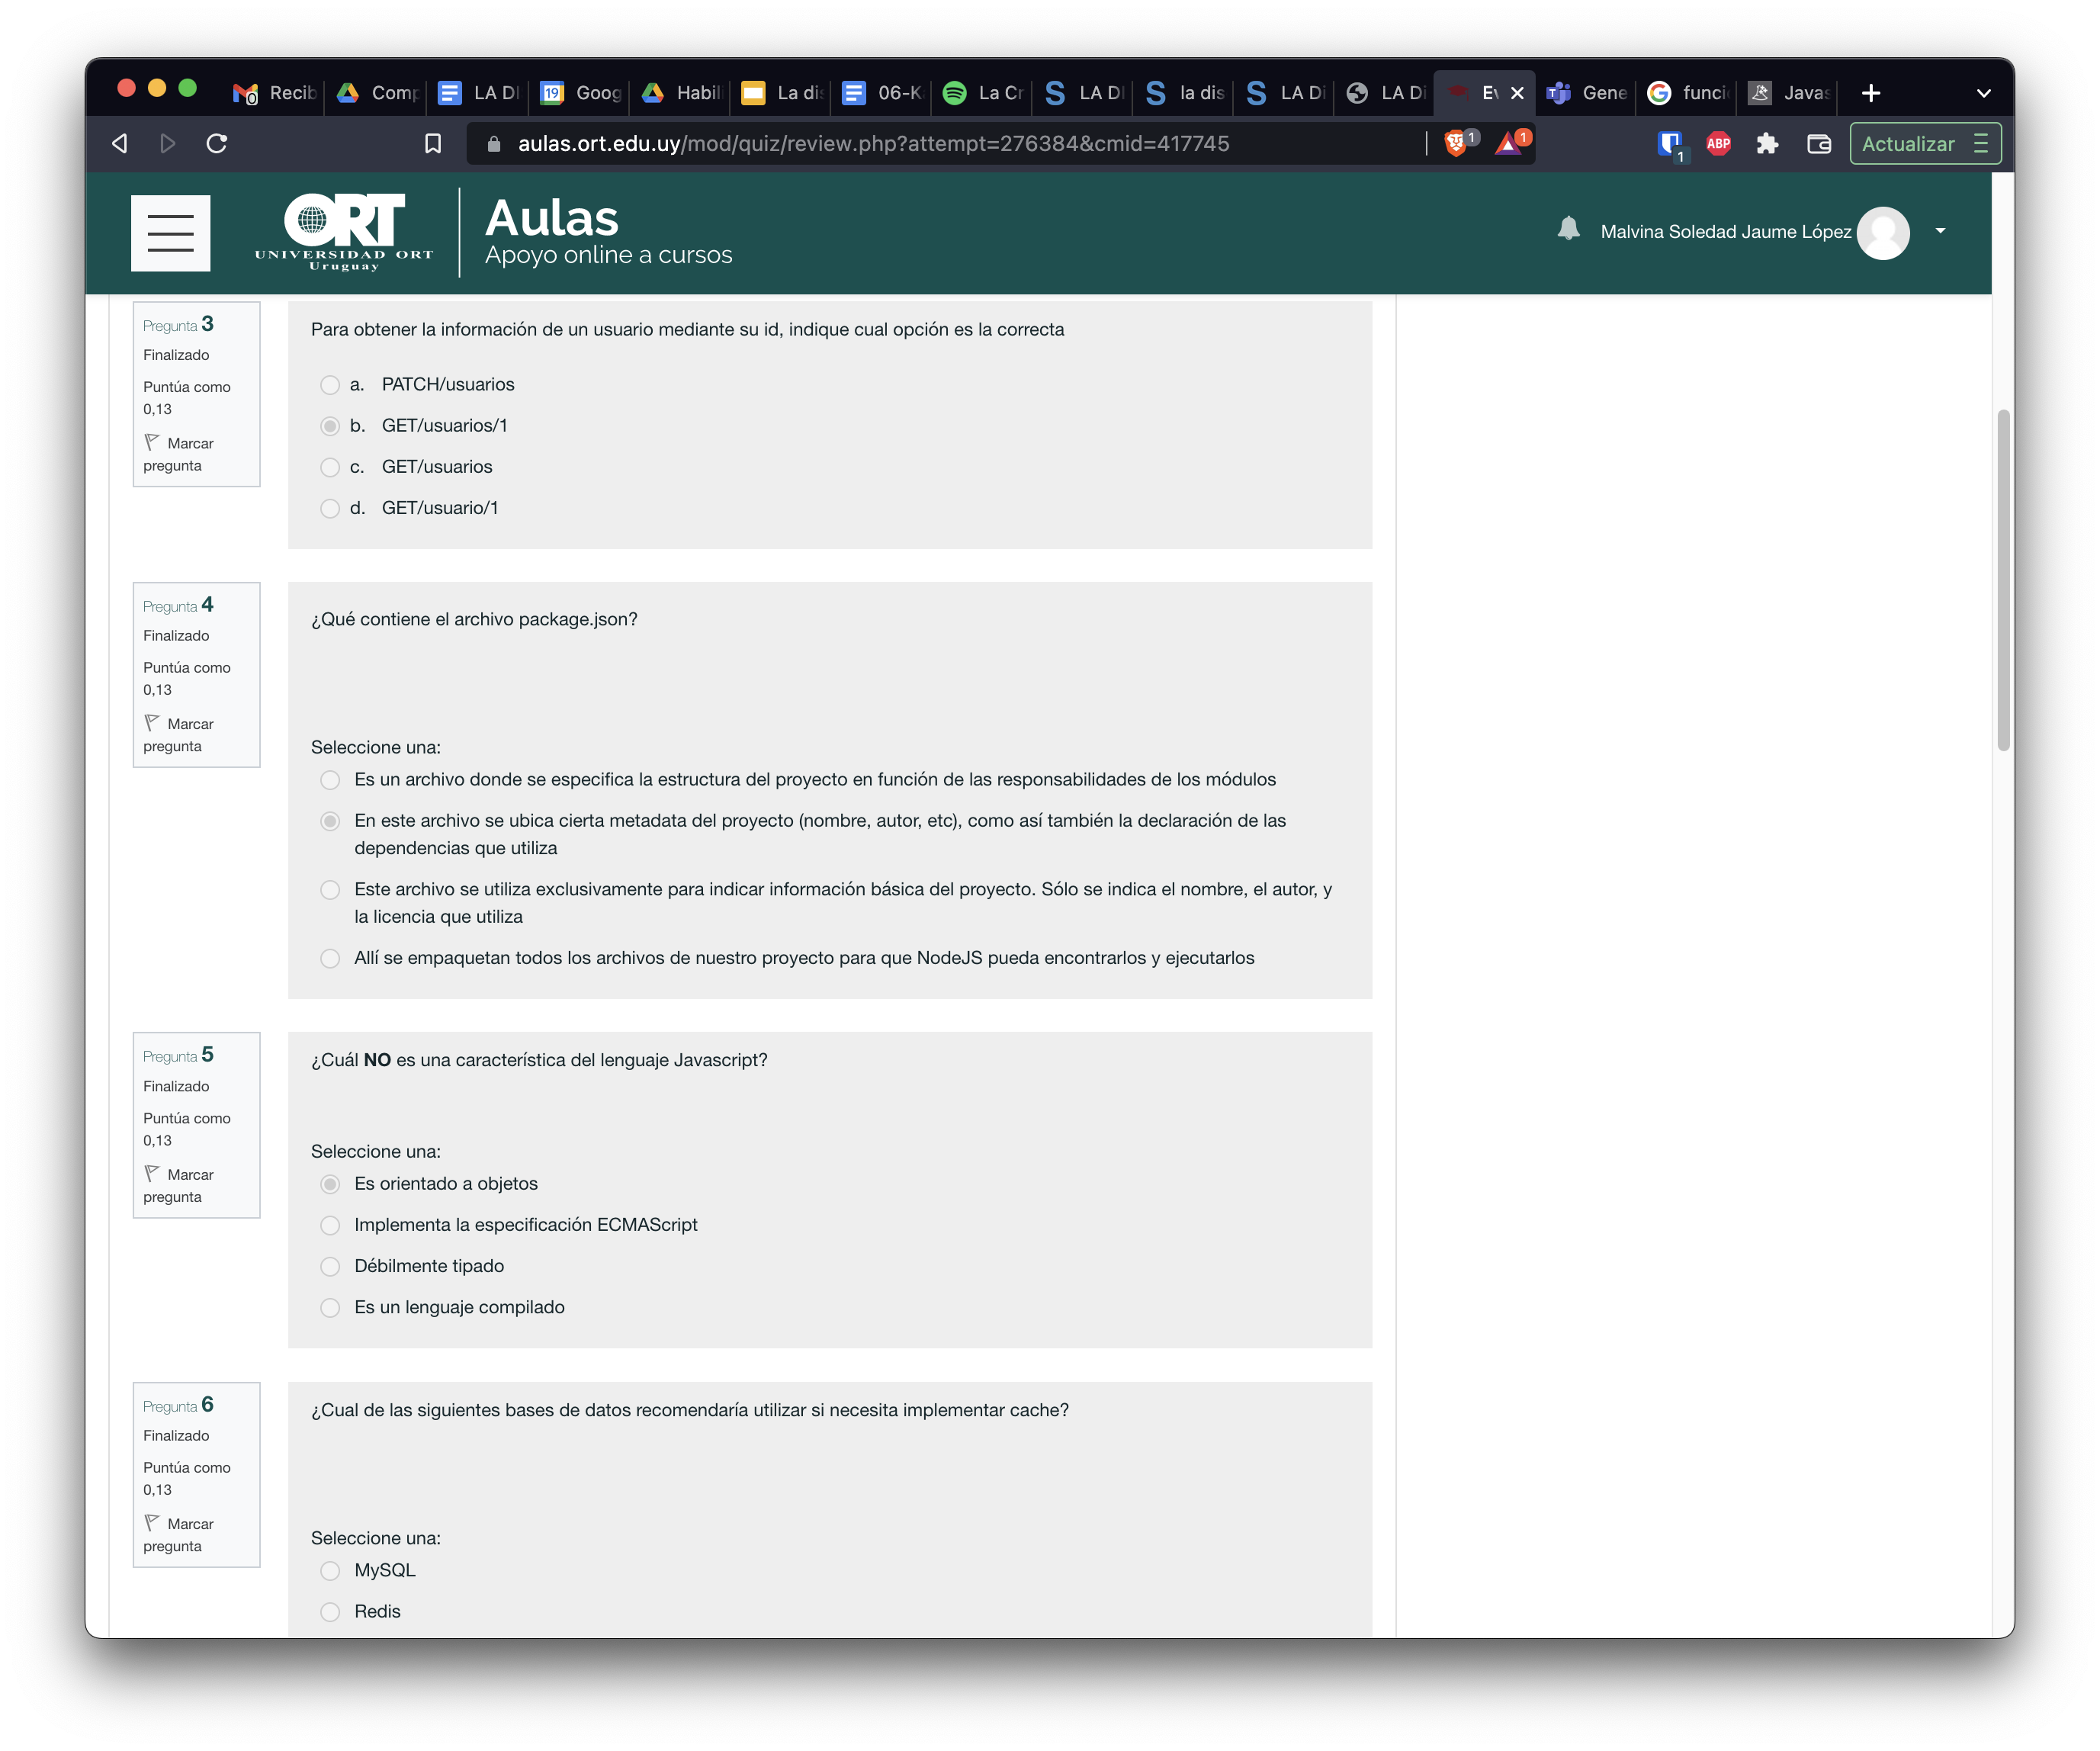 Recib
Comp
LA DI
19
Goog
Habil
La dis
06-K
La Cr
LA DI
la dis
LA Di
LA Di
Ev
Gene
funci
Javas
aulas.ort.edu.uy/mod/quiz/review.php?attempt=276384&cmid=417745
1
1
1
ABP
Actualizar
ORT
UNIVERSIDAD ORT
Uruguay
Aulas
Apoyo online a cursos
Malvina Soledad Jaume López
Pregunta 3
Finalizado
Puntúa como
0,13
Marcar
pregunta
Para obtener la información de un usuario mediante su id, indique cual opción es la correcta
a. PATCH/usuarios
b. GET/usuarios/1
c. GET/usuarios
d. GET/usuario/1
Pregunta 4
Finalizado
Puntúa como
0,13
Marcar
pregunta
¿Qué contiene el archivo package.json?
Seleccione una:
Es un archivo donde se especifica la estructura del proyecto en función de las responsabilidades de los módulos
En este archivo se ubica cierta metadata del proyecto (nombre, autor, etc), como así también la declaración de las
dependencias que utiliza
Este archivo se utiliza exclusivamente para indicar información básica del proyecto. Sólo se indica el nombre, el autor, y
la licencia que utiliza
Allí se empaquetan todos los archivos de nuestro proyecto para que NodeJS pueda encontrarlos y ejecutarlos
Pregunta 5
Finalizado
Puntúa como
0,13
Marcar
pregunta
¿Cuál NO es una característica del lenguaje Javascript?
Seleccione una:
Es orientado a objetos
Implementa la especificación ECMAScript
Débilmente tipado
Es un lenguaje compilado
Pregunta 6
Finalizado
Puntúa como
0,13
Marcar
pregunta
¿Cual de las siguientes bases de datos recomendaría utilizar si necesita implementar cache?
Seleccione una:
MySQL
Redis